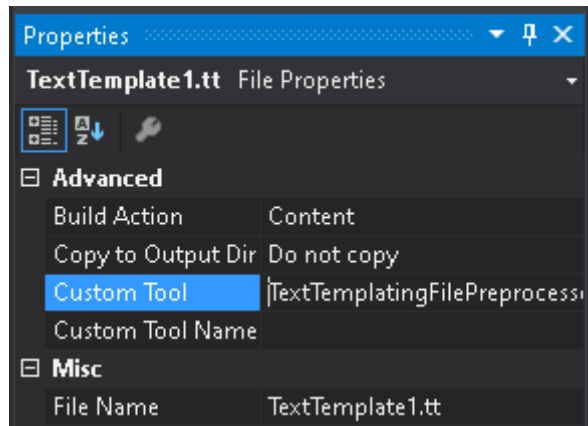 Properties
TextTemplate1.tt File Properties
Advanced
Build Action Content
Copy to Output Dir Do not copy
Custom Tool TextTemplatingFilePreprocess
Custom Tool Name
Misc
File Name TextTemplate1.tt